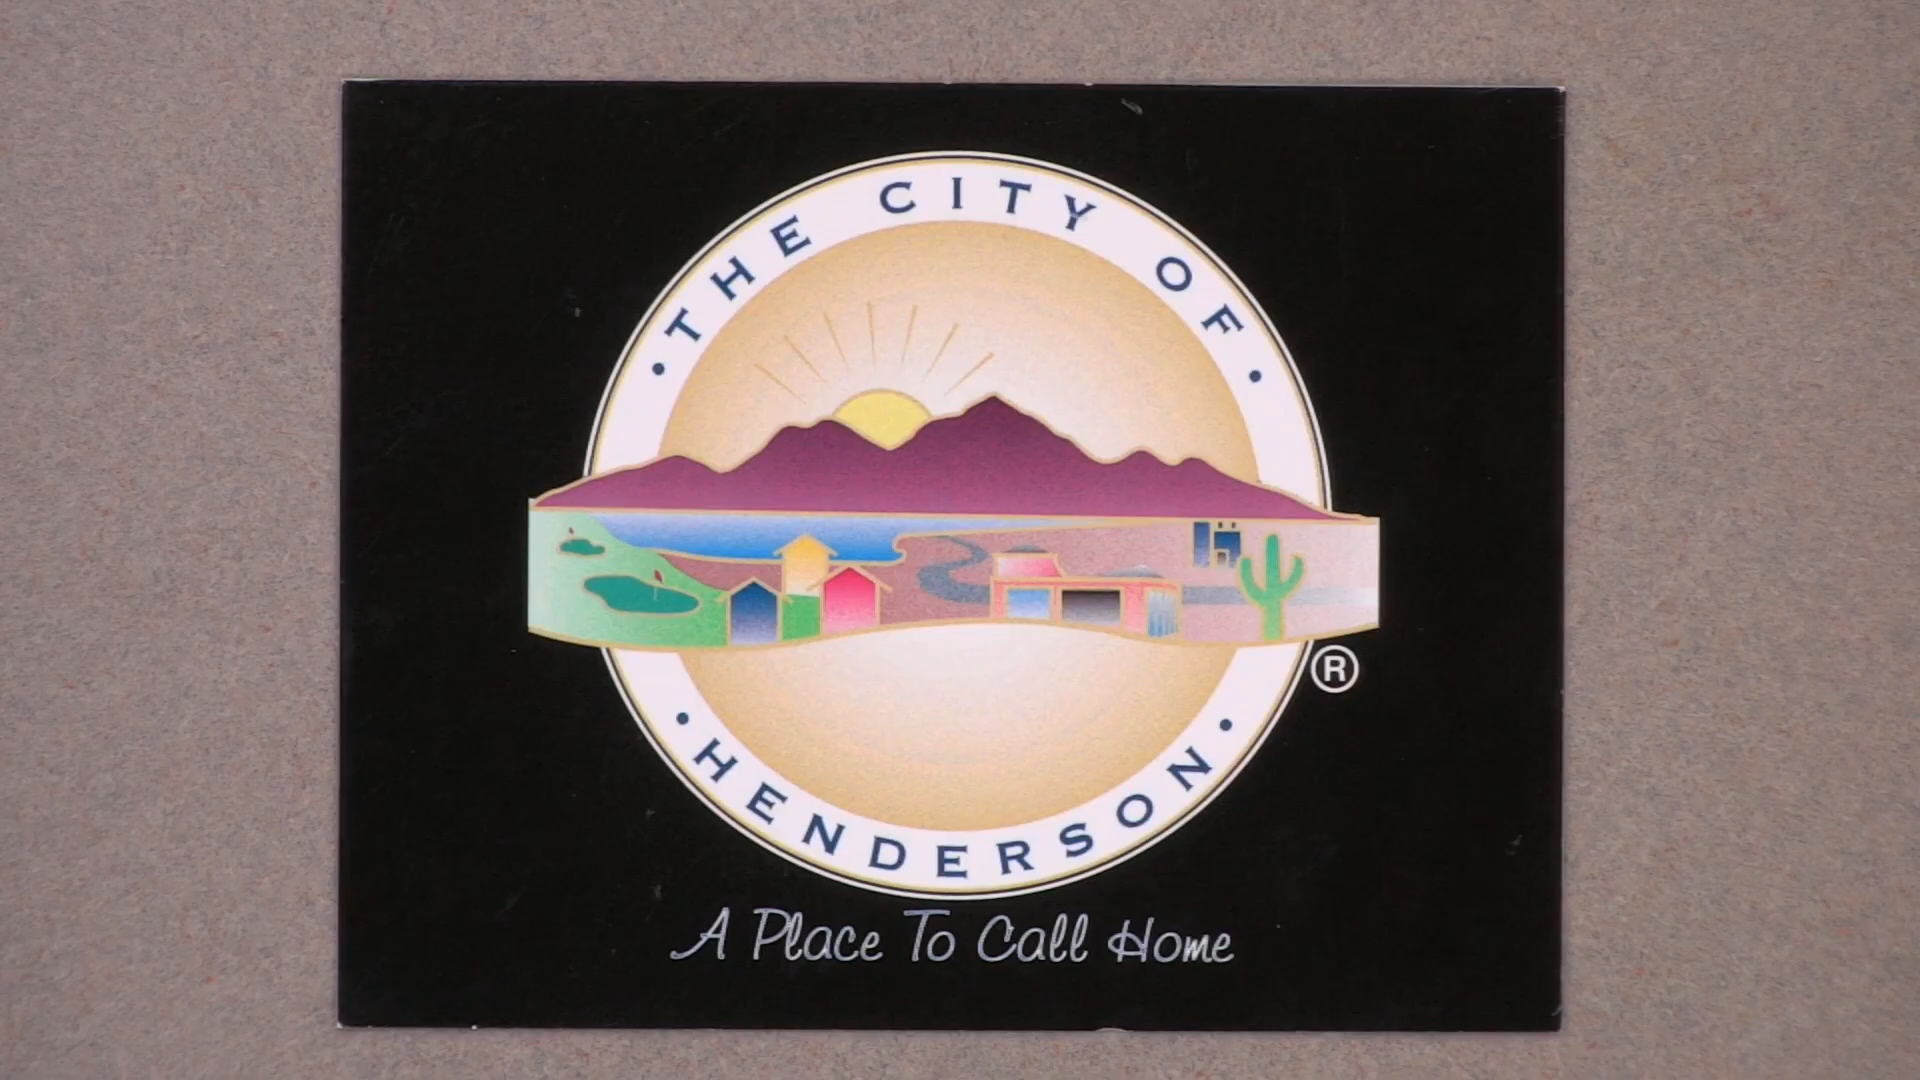 • THE CITY OF •
• HENDERSON •
®
A Place To Call Home